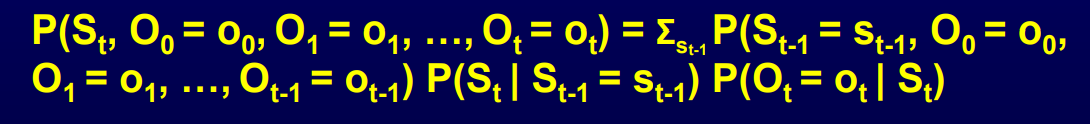 P(Sₜ, O₀ = o₀, O₁ = o₁, …, Oₜ = oₜ) = Σₛₜ₋₁ P(Sₜ₋₁ = sₜ₋₁, O₀ = o₀,
O₁ = o₁, …, Oₜ₋₁ = oₜ₋₁) P(Sₜ | Sₜ₋₁ = sₜ₋₁) P(Oₜ = oₜ | Sₜ)